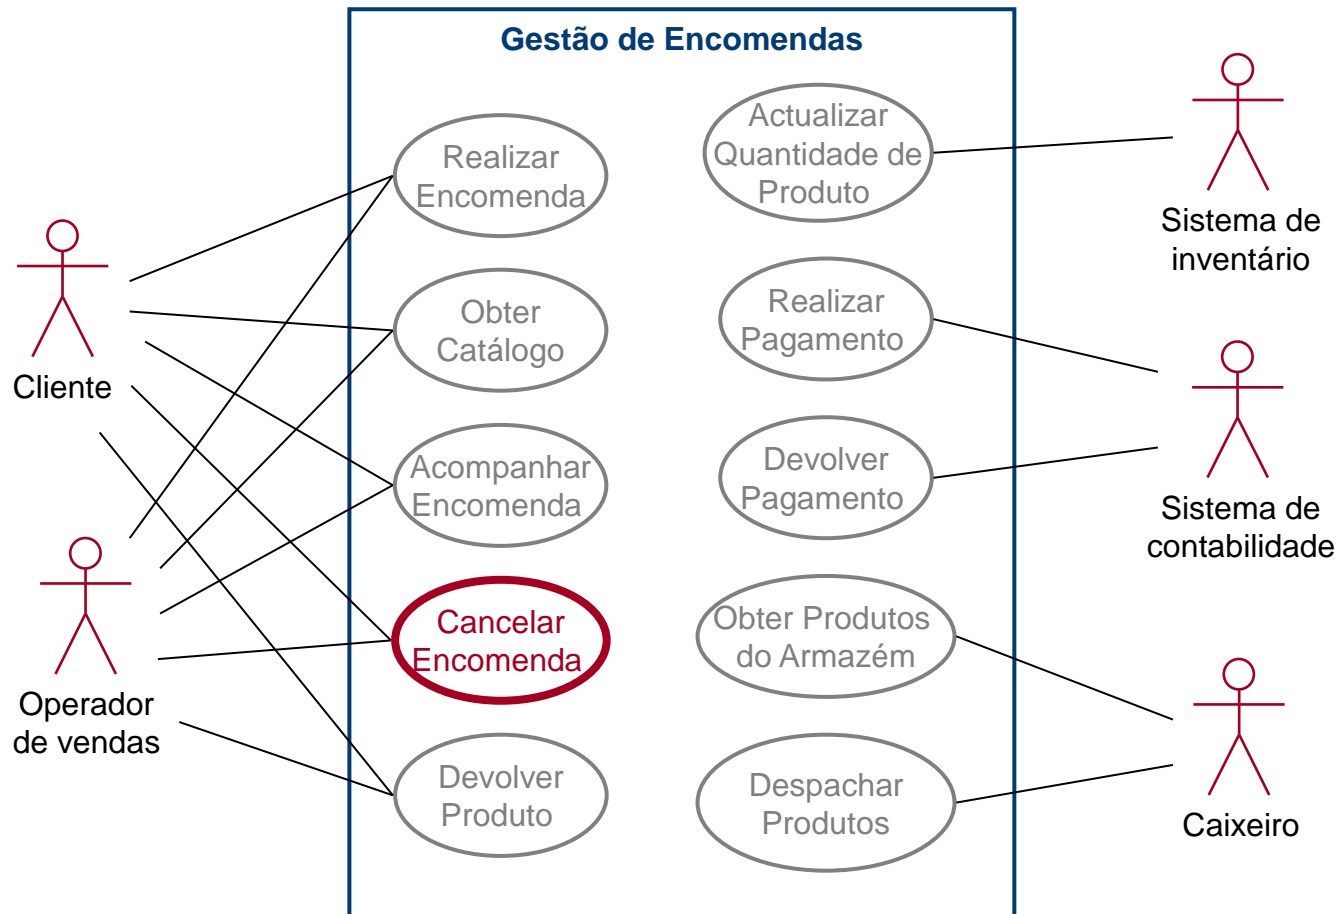 Gestão de Encomendas
Realizar
Encomenda
Obter
Catálogo
Acompanhar
Encomenda
Cancelar
Encomenda
Devolver
Produto
Actualizar
Quantidade de
Produto
Realizar
Pagamento
Devolver
Pagamento
Obter Produtos
do Armazém
Despachar
Produtos
Cliente
Operador
de vendas
Sistema de
inventário
Sistema de
contabilidade
Caixeiro